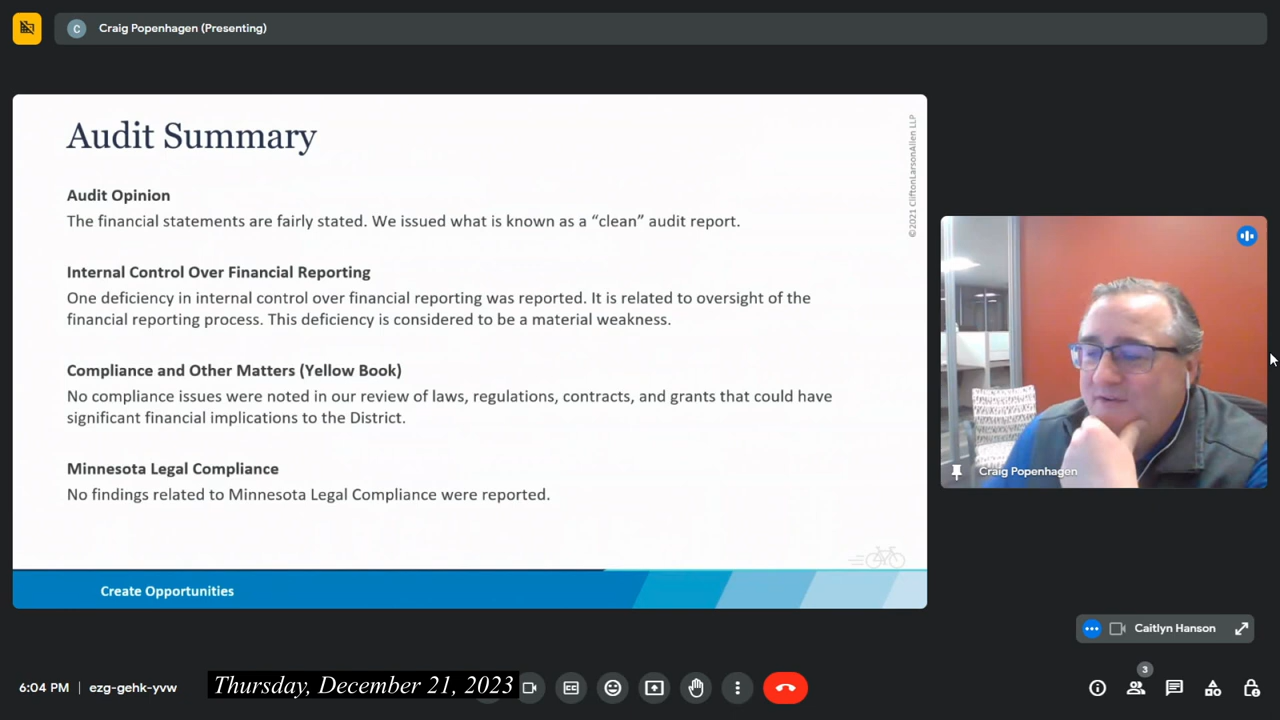 C
Craig Popenhagen (Presenting)
Audit Summary
©2021 CliftonLarsonAllen LLP
Audit Opinion
The financial statements are fairly stated. We issued what is known as a “clean” audit report.
Internal Control Over Financial Reporting
One deficiency in internal control over financial reporting was reported. It is related to oversight of the
financial reporting process. This deficiency is considered to be a material weakness.
Compliance and Other Matters (Yellow Book)
No compliance issues were noted in our review of laws, regulations, contracts, and grants that could have
significant financial implications to the District.
Minnesota Legal Compliance
No findings related to Minnesota Legal Compliance were reported.
Create Opportunities
Craig Popenhagen
Caitlyn Hanson
6:04 PM | ezg-gehk-yvw
Thursday, December 21, 2023
CC
3